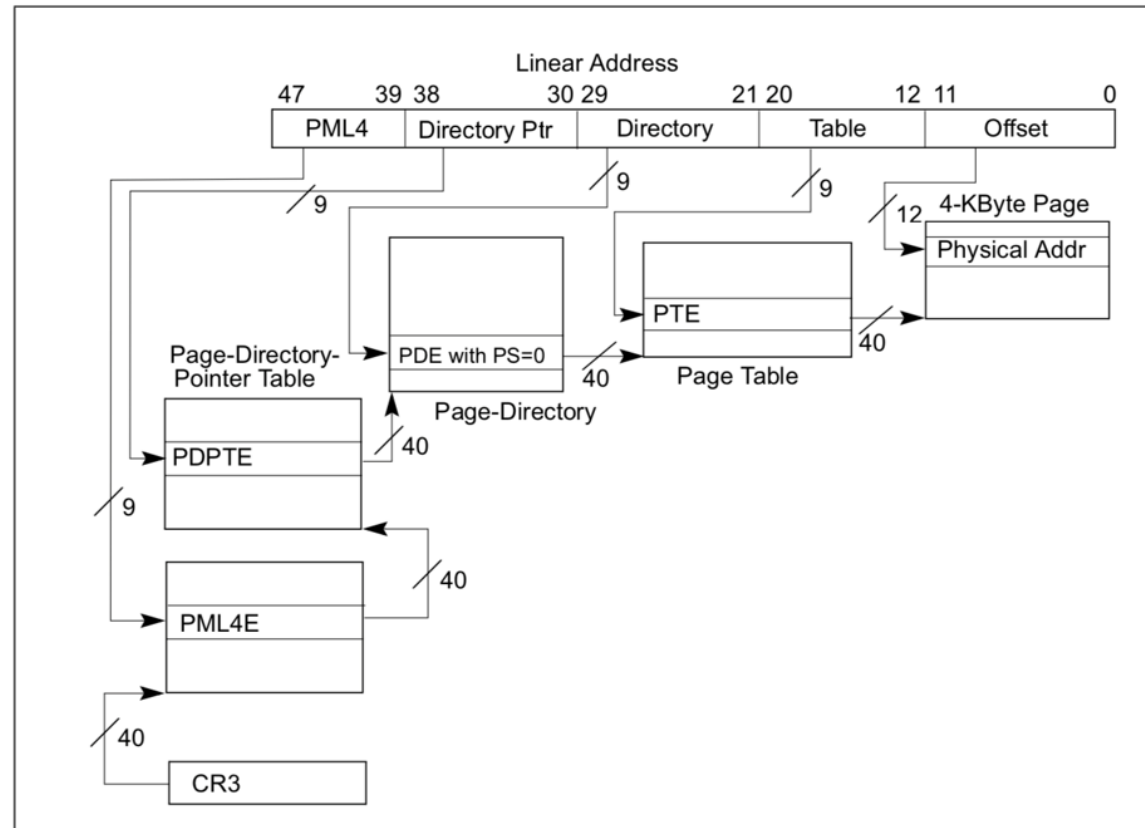 Linear Address
47 39 38 30 29 21 20 12 11 0
PML4 Directory Ptr Directory Table Offset
9 9 9
12 4-KByte Page
Physical Addr
PTE
40
Page-Directory-
Pointer Table
PDE with PS=0
40
Page Table
Page-Directory
40
PDPTE
9
40
PML4E
40
CR3